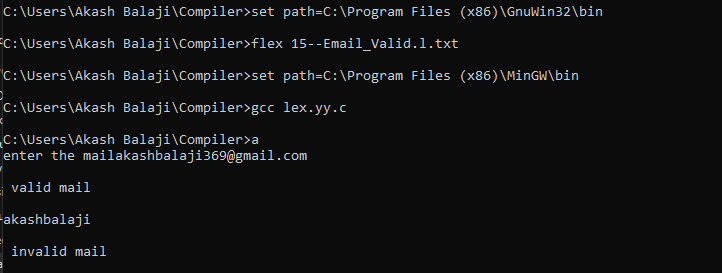 C:\Users\Akash Balaji\Compiler>set path=C:\Program Files (x86)\GnuWin32\bin
C:\Users\Akash Balaji\Compiler>flex 15--Email_Valid.l.txt
C:\Users\Akash Balaji\Compiler>set path=C:\Program Files (x86)\MinGW\bin
C:\Users\Akash Balaji\Compiler>gcc lex.yy.c
C:\Users\Akash Balaji\Compiler>a
enter the mailakashbalaji369@gmail.com
valid mail
akashbalaji
invalid mail